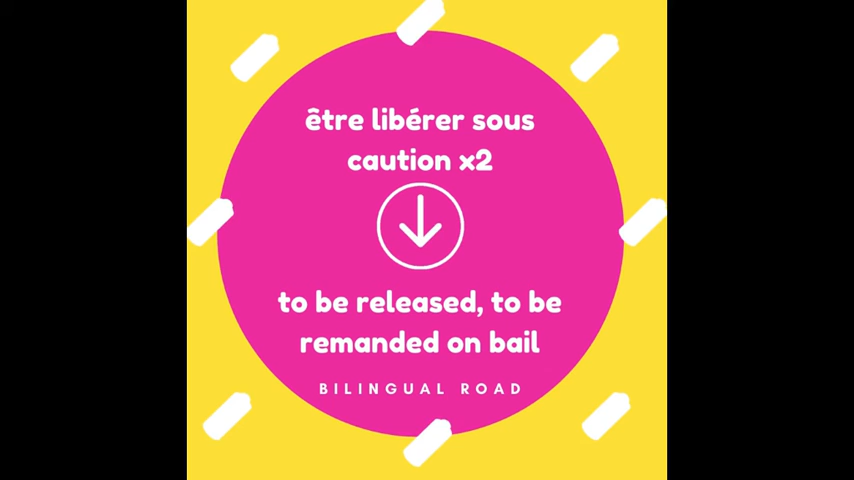 être libérer sous
caution x2
to be released, to be
remanded on bail
BILINGUAL ROAD